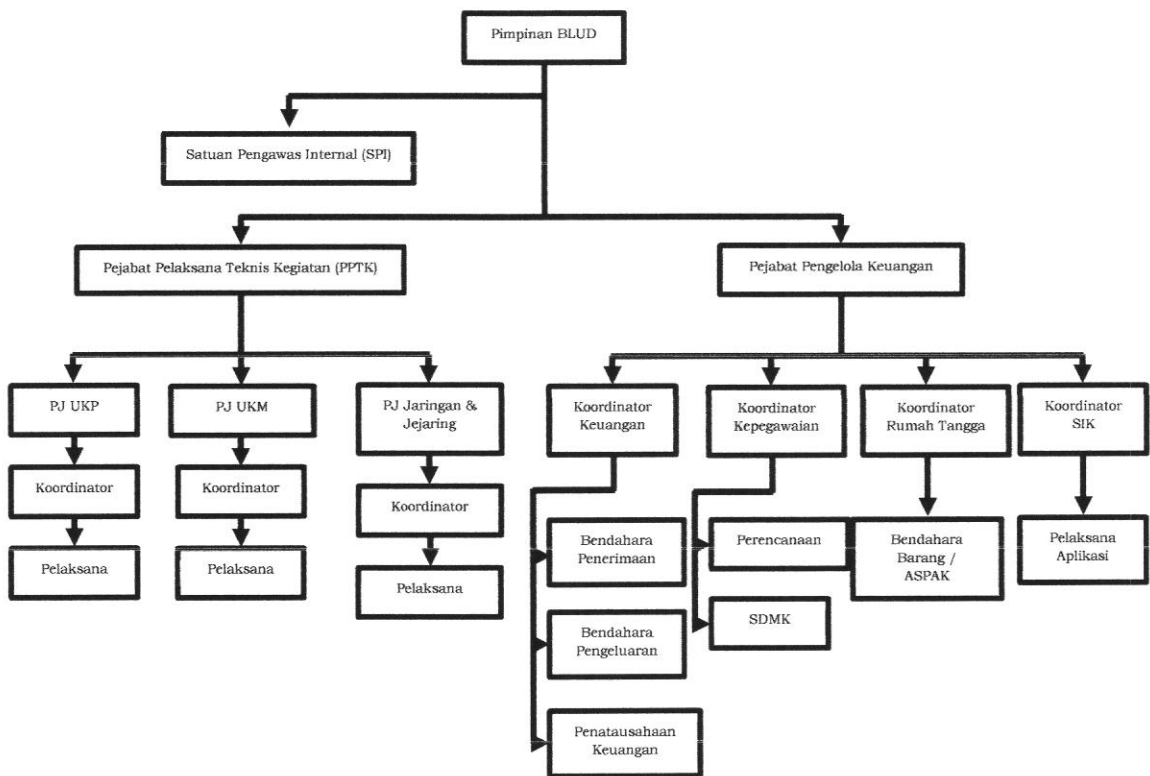 Pimpinan BLUD
Satuan Pengawas Internal (SPI)
Pejabat Pelaksana Teknis Kegiatan (PPTK)
Pejabat Pengelola Keuangan
PJ UKP
PJ UKM
PJ Jaringan &
Jejaring
Koordinator
Keuangan
Koordinator
Kepegawaian
Koordinator
Rumah Tangga
Koordinator
SIK
Koordinator
Koordinator
Koordinator
Pelaksana
Pelaksana
Pelaksana
Bendahara
Penerimaan
Perencanaan
Bendahara
Barang /
ASPAK
Pelaksana
Aplikasi
Bendahara
Pengeluaran
SDMK
Penatausahaan
Keuangan